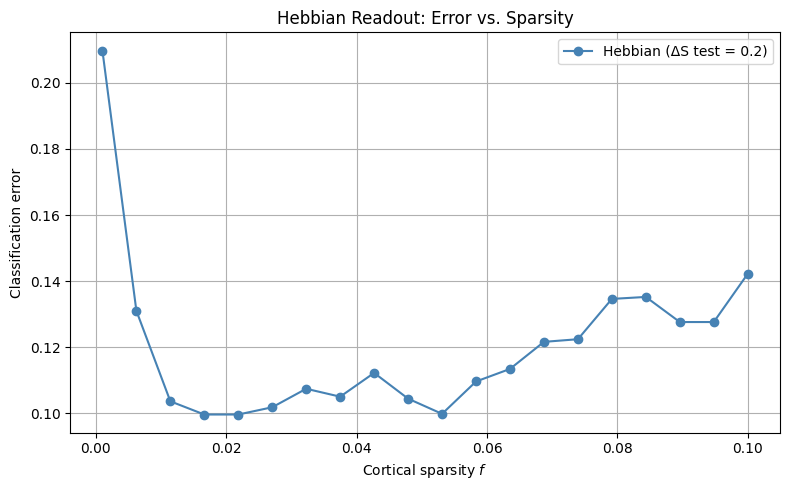 Hebbian Readout: Error vs. Sparsity
Hebbian (ΔS test = 0.2)
Classification error
0.20
0.18
0.16
0.14
0.12
0.10
0.00 0.02 0.04 0.06 0.08 0.10
Cortical sparsity f